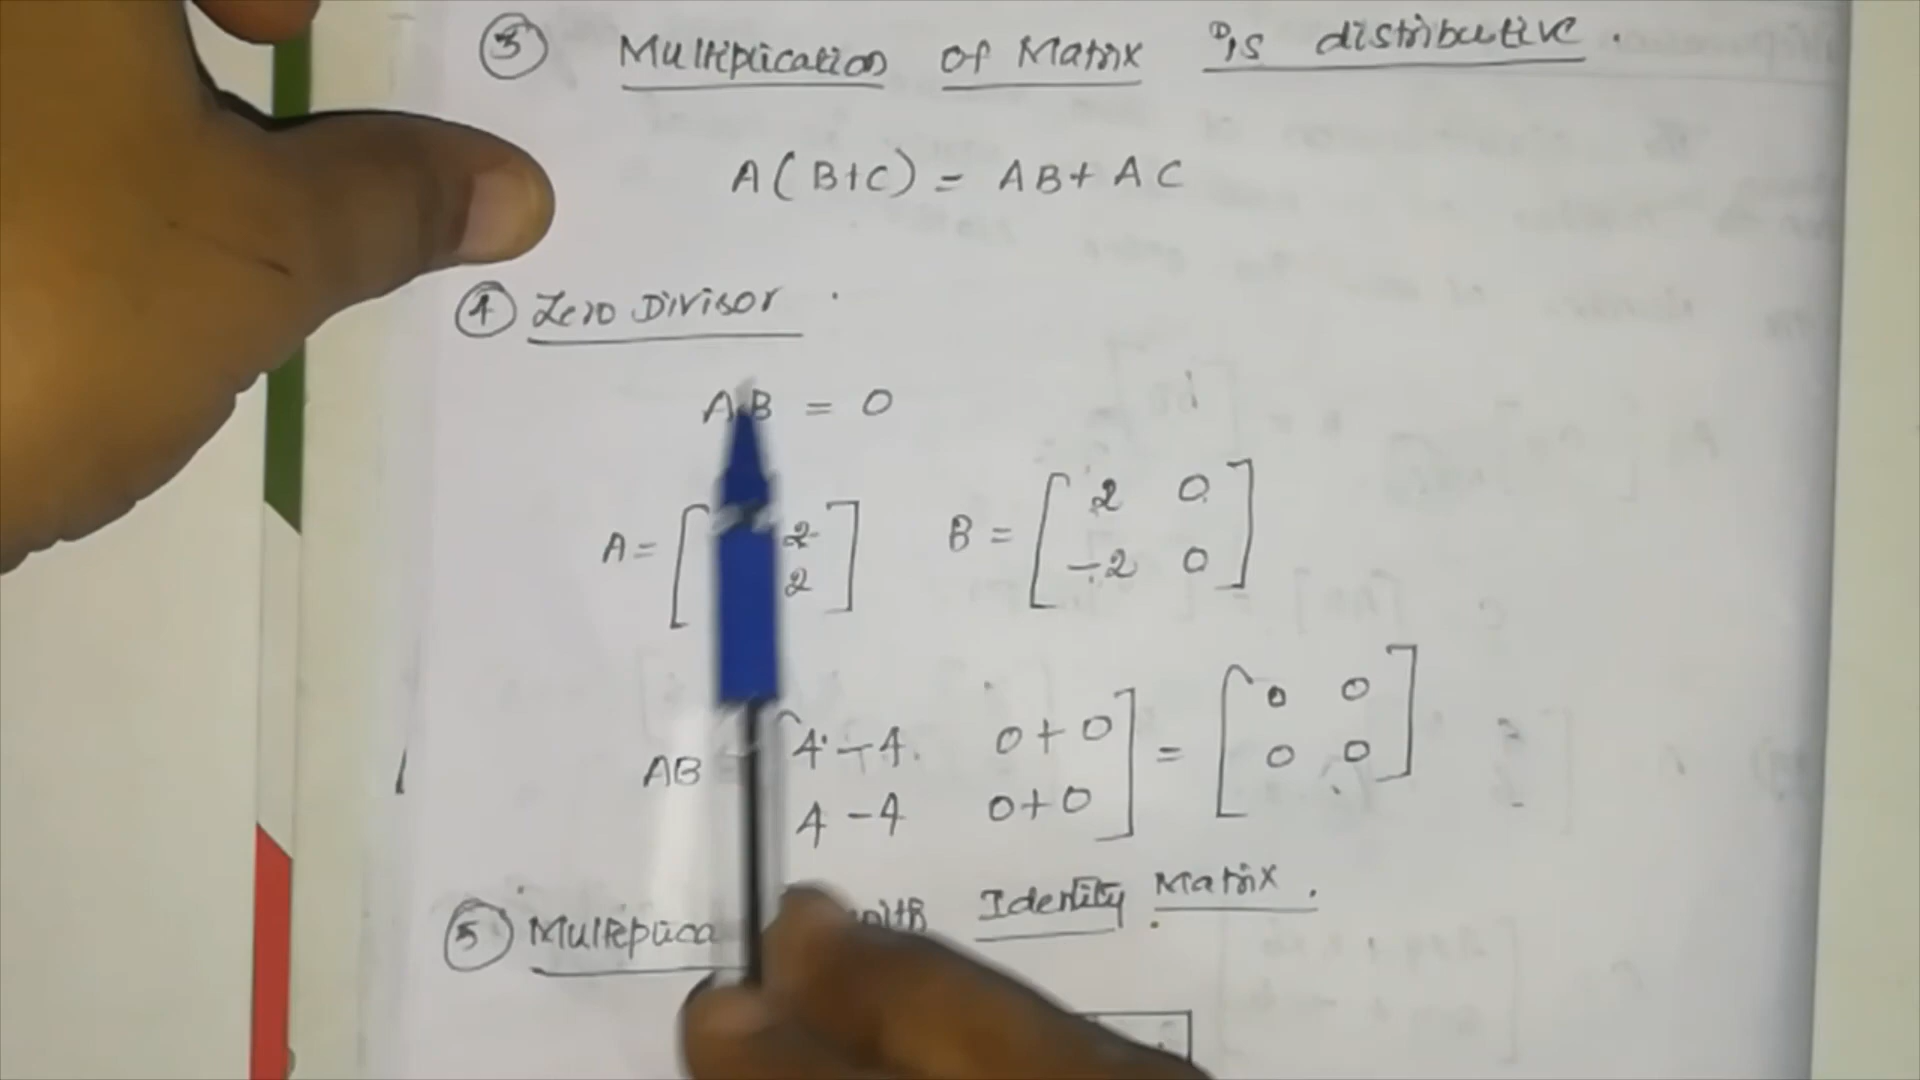 ③ Multiplication of Matrix is distributive.
A(B+C) = AB+AC
④ Zero Divisor.
AB = 0
A = [ 2 B = [ 2 0 ]
2 ] -2 0
AB = [ 4-4 0+0 ] = [ 0 0 ]
4-4 0+0 0 0
⑤ with Identity Matrix.